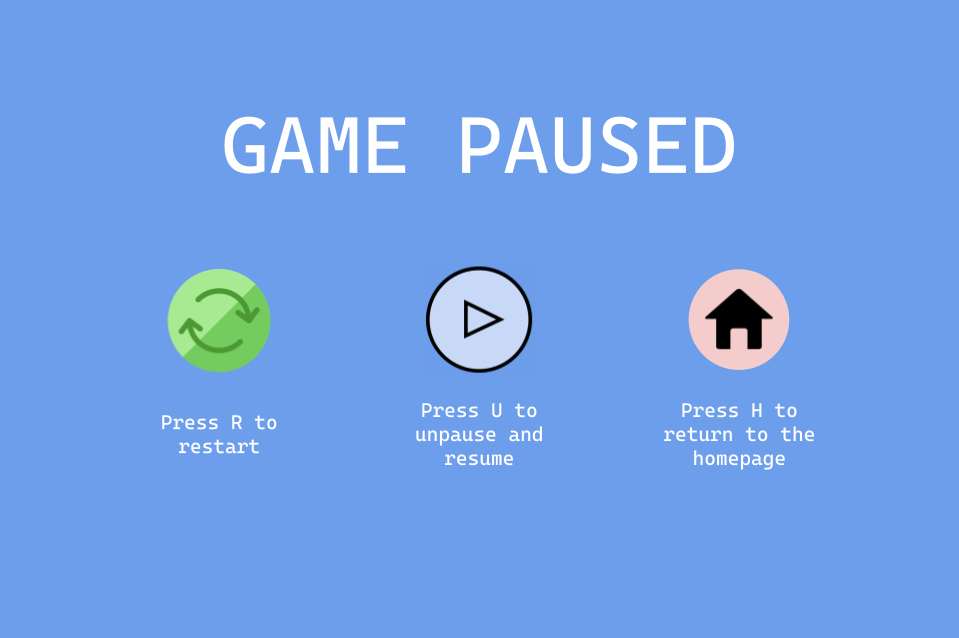 GAME PAUSED
Press R to
restart
Press U to
unpause and
resume
Press H to
return to the
homepage